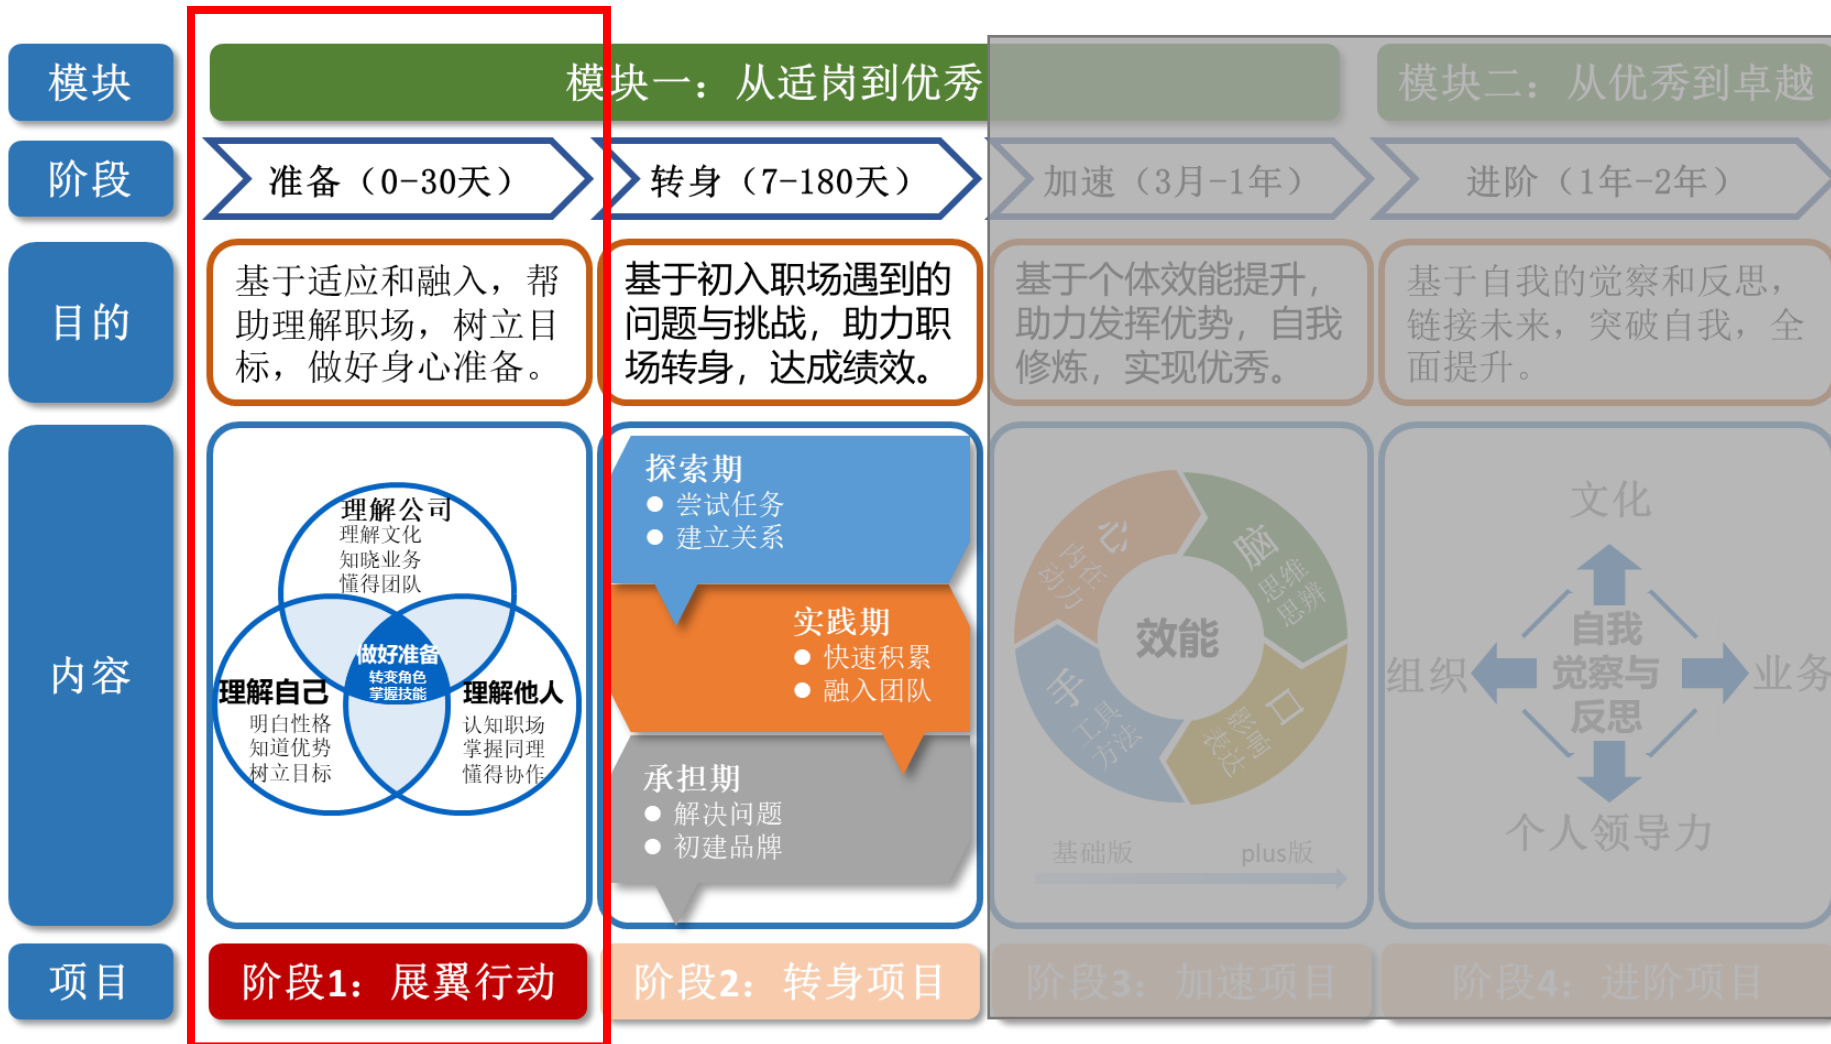 模块
模块一：从适岗到优秀
模块二：从优秀到卓越
阶段
准备（0-30天）
转身（7-180天）
加速（3月-1年）
进阶（1年-2年）
目的
基于适应和融入，帮
助理解职场，树立目
标，做好身心准备。
基于初入职场遇到的
问题与挑战，助力职
场转身，达成绩效。
基于个体效能提升，
助力发挥优势，自我
修炼，实现优秀。
基于自我的觉察和反思，
链接未来，突破自我，全
面提升。
内容
理解公司
理解文化
知晓业务
懂得团队
做好准备
转变角色
掌握技能
理解自己
明白性格
知道优势
树立目标
理解他人
认知职场
掌握同理
懂得协作
探索期
● 尝试任务
● 建立关系
实践期
● 快速积累
● 融入团队
承担期
● 解决问题
● 初建品牌
心
内在
动力
脑
思维
思辨
效能
手
工具
方法
口
影响
表达
基础版
plus版
文化
组织
自我
觉察与
反思
业务
个人领导力
项目
阶段1：展翼行动
阶段2：转身项目
阶段3：加速项目
阶段4：进阶项目